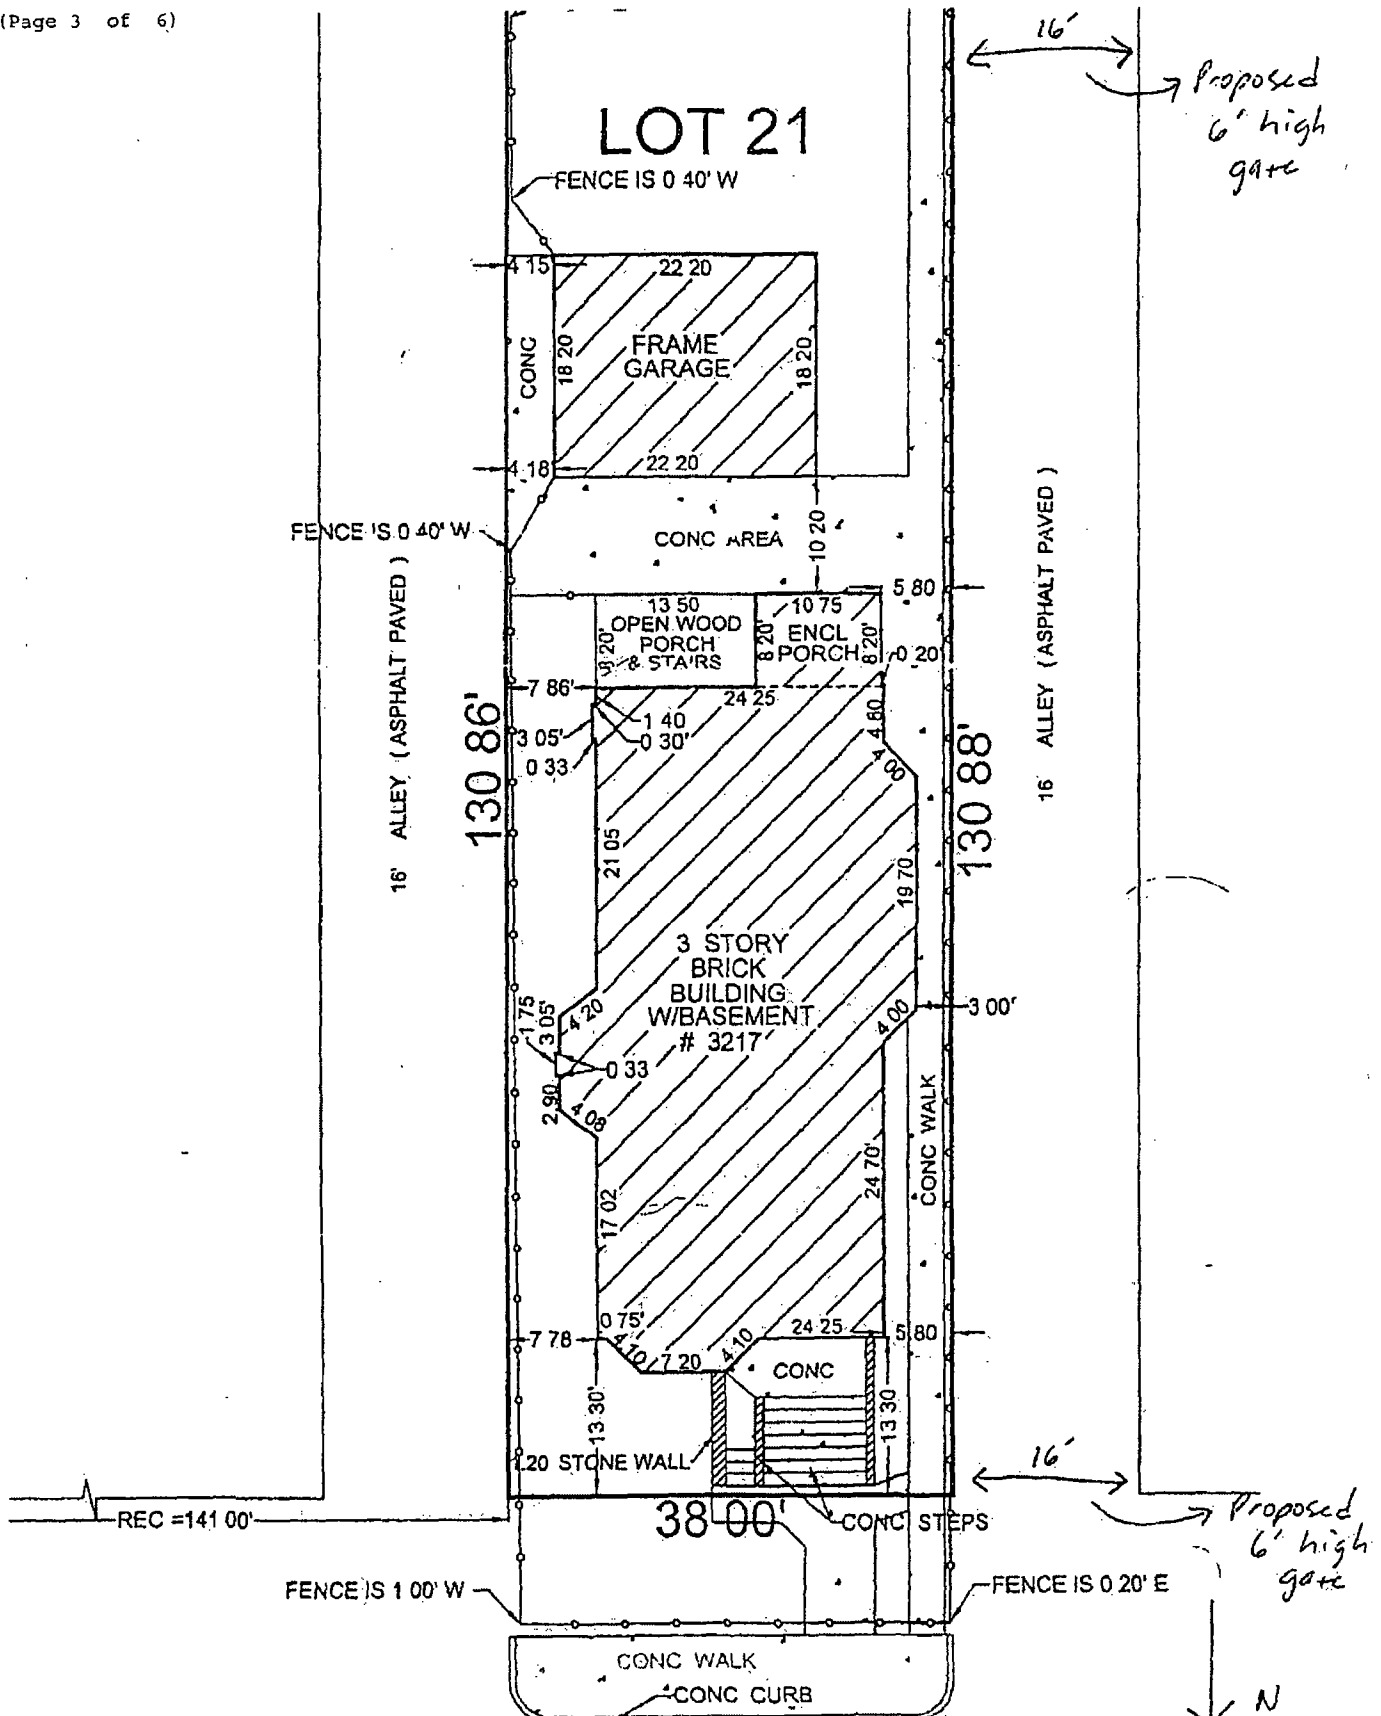 (Page 3 of 6)
16'
Proposed
6' high
gate
LOT 21
FENCE IS 0 40' W
4 15
22 20
CONC
18 20
FRAME
GARAGE
18 20
4 18
22 20
FENCE IS 0 40' W
CONC AREA
10 20
16' ALLEY (ASPHALT PAVED)
16' ALLEY (ASPHALT PAVED)
5 80
13 50
OPEN WOOD
PORCH
& STAIRS
8 20'
8 20'
10 75
ENCL
PORCH
8 20'
0 20'
7 86'
24 25
1 40
0 30'
3 05'
0 33
4 80
4 00
130 86'
130 88'
21 05
19 70
3 STORY
BRICK
BUILDING
W/BASEMENT
# 3217
3 00'
4 20
4 00
1 75
3 05'
0 33
2 90
4 08
CONC WALK
17 02
24 70'
0 75'
7 78
4 10
7 20
4 10
24 25
5 80
CONC
13 30'
13 30
1.20 STONE WALL
16'
REC =141 00'
38 00'
CONC STEPS
Proposed
6' high
gate
FENCE IS 1 00' W
FENCE IS 0 20' E
CONC WALK
CONC CURB
N